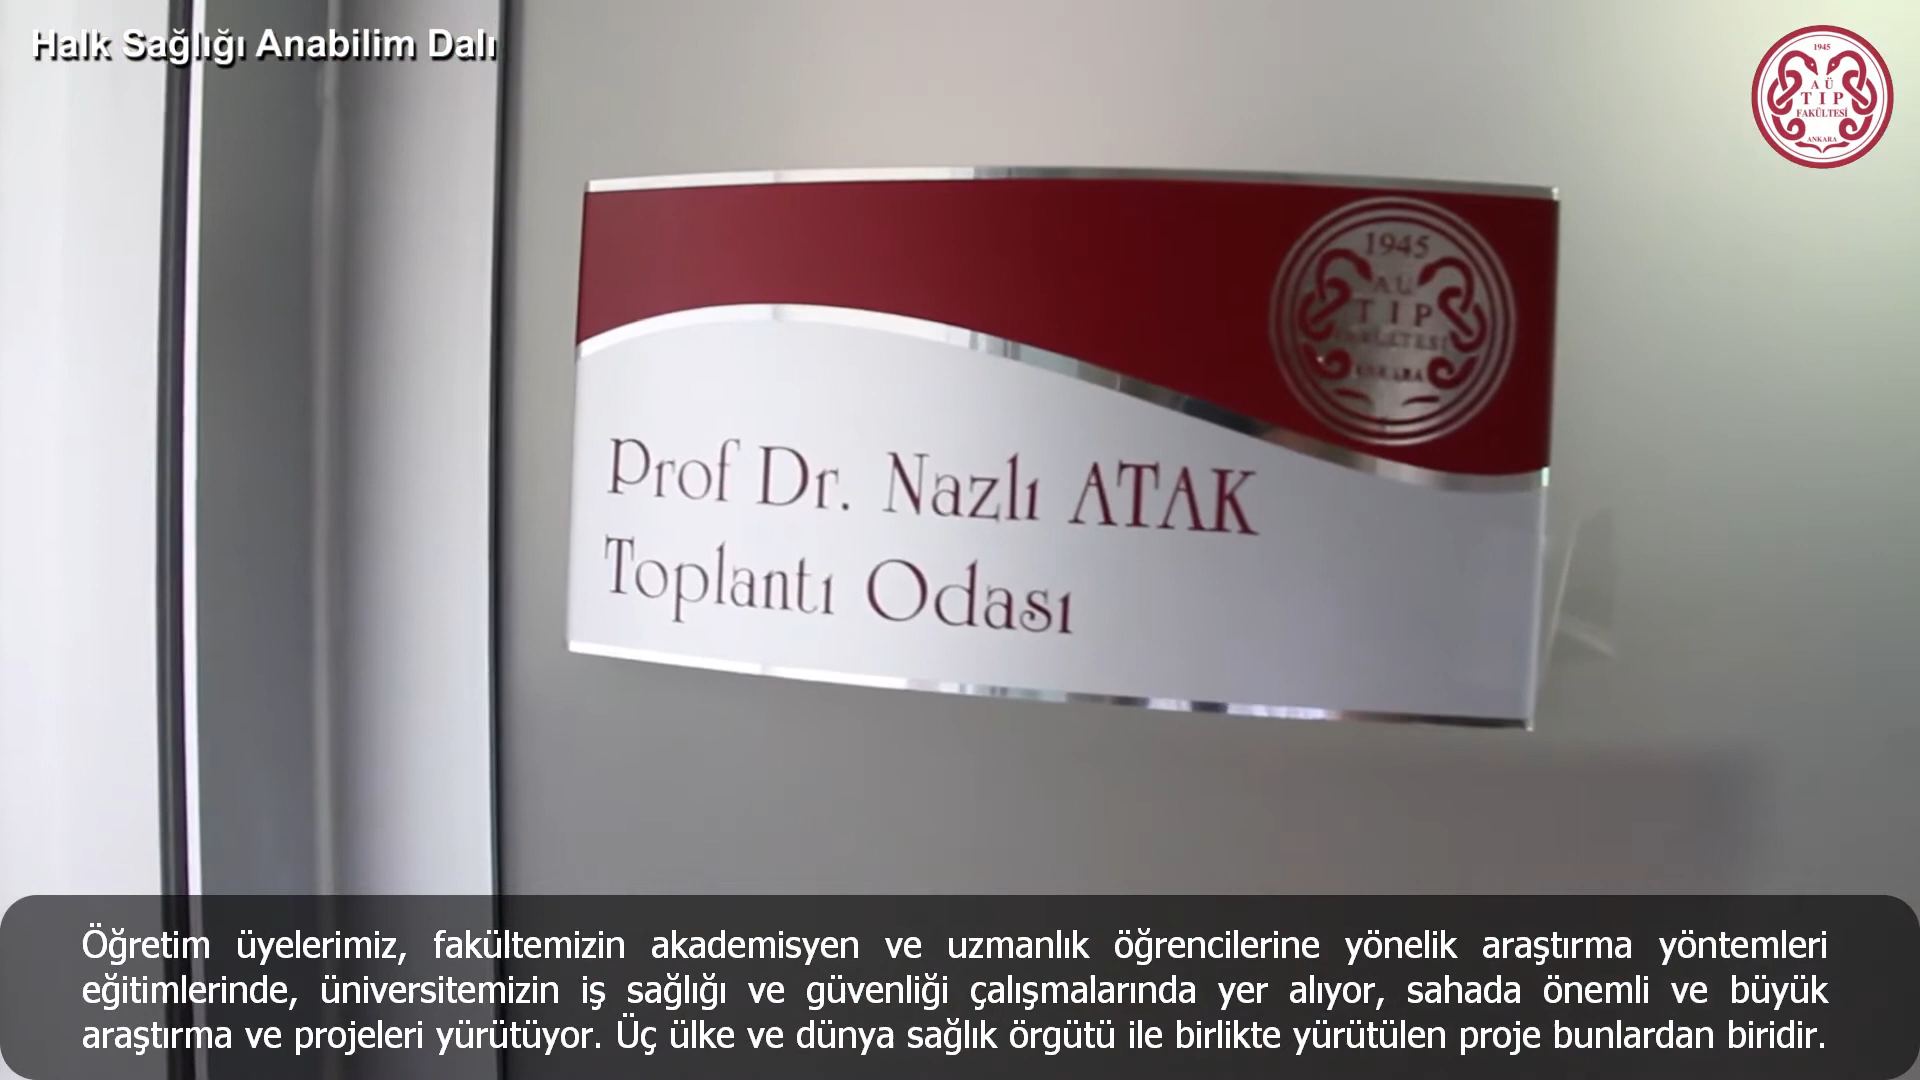 Halk Sağlığı Anabilim Dalı
1945
AÜ
TIP
FAKÜLTESİ
ANKARA
1945
AÜ
TIP
FAKÜLTESİ
ANKARA
Prof Dr. Nazlı ATAK
Toplantı Odası
Öğretim üyelerimiz, fakültemizin akademisyen ve uzmanlık öğrencilerine yönelik araştırma yöntemleri
eğitimlerinde, üniversitemizin iş sağlığı ve güvenliği çalışmalarında yer alıyor, sahada önemli ve büyük
araştırma ve projeleri yürütüyor. Üç ülke ve dünya sağlık örgütü ile birlikte yürütülen proje bunlardan biridir.